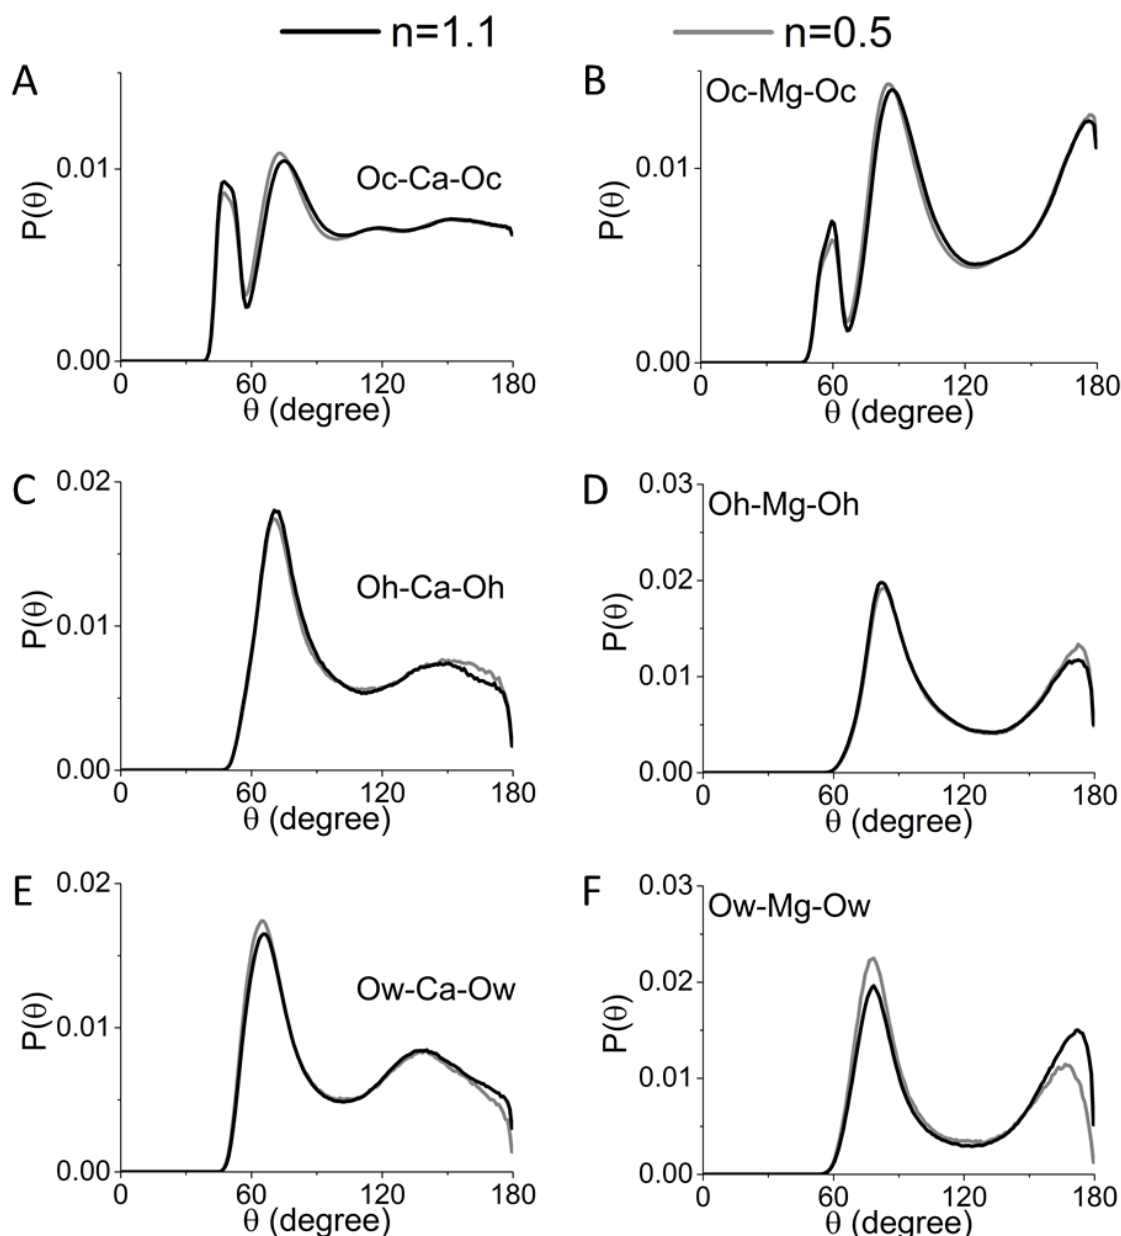 n=1.1 n=0.5
A
Oc-Ca-Oc
P(θ)
0.01
0.00
0 60 120 180
θ (degree)
B
Oc-Mg-Oc
P(θ)
0.01
0.00
0 60 120 180
θ (degree)
C
Oh-Ca-Oh
P(θ)
0.02
0.01
0.00
0 60 120 180
θ (degree)
D
Oh-Mg-Oh
P(θ)
0.03
0.02
0.01
0.00
0 60 120 180
θ (degree)
E
Ow-Ca-Ow
P(θ)
0.02
0.01
0.00
0 60 120 180
θ (degree)
F
Ow-Mg-Ow
P(θ)
0.03
0.02
0.01
0.00
0 60 120 180
θ (degree)